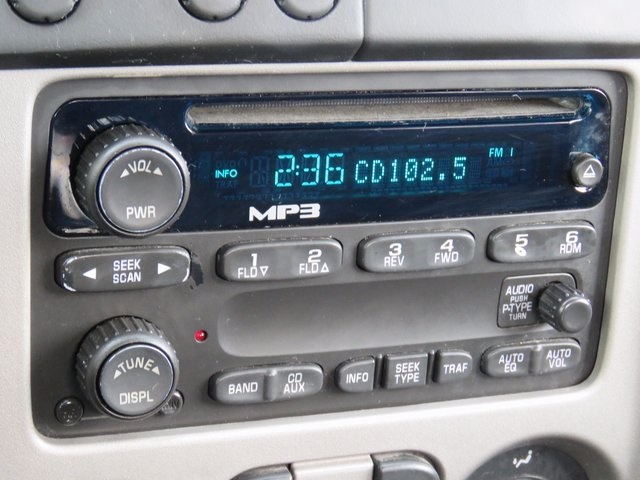 INFO 2:36 CD102.5 FM 1
MP3
VOL
PWR
SEEK
SCAN
1
FLD
2
FLD
3
REV
4
FWD
5
6
RDM
AUDIO
PUSH
P-TYPE
TURN
TUNE
DISPL
BAND
CD
AUX
INFO
SEEK
TYPE
TRAF
AUTO
EQ
AUTO
VOL